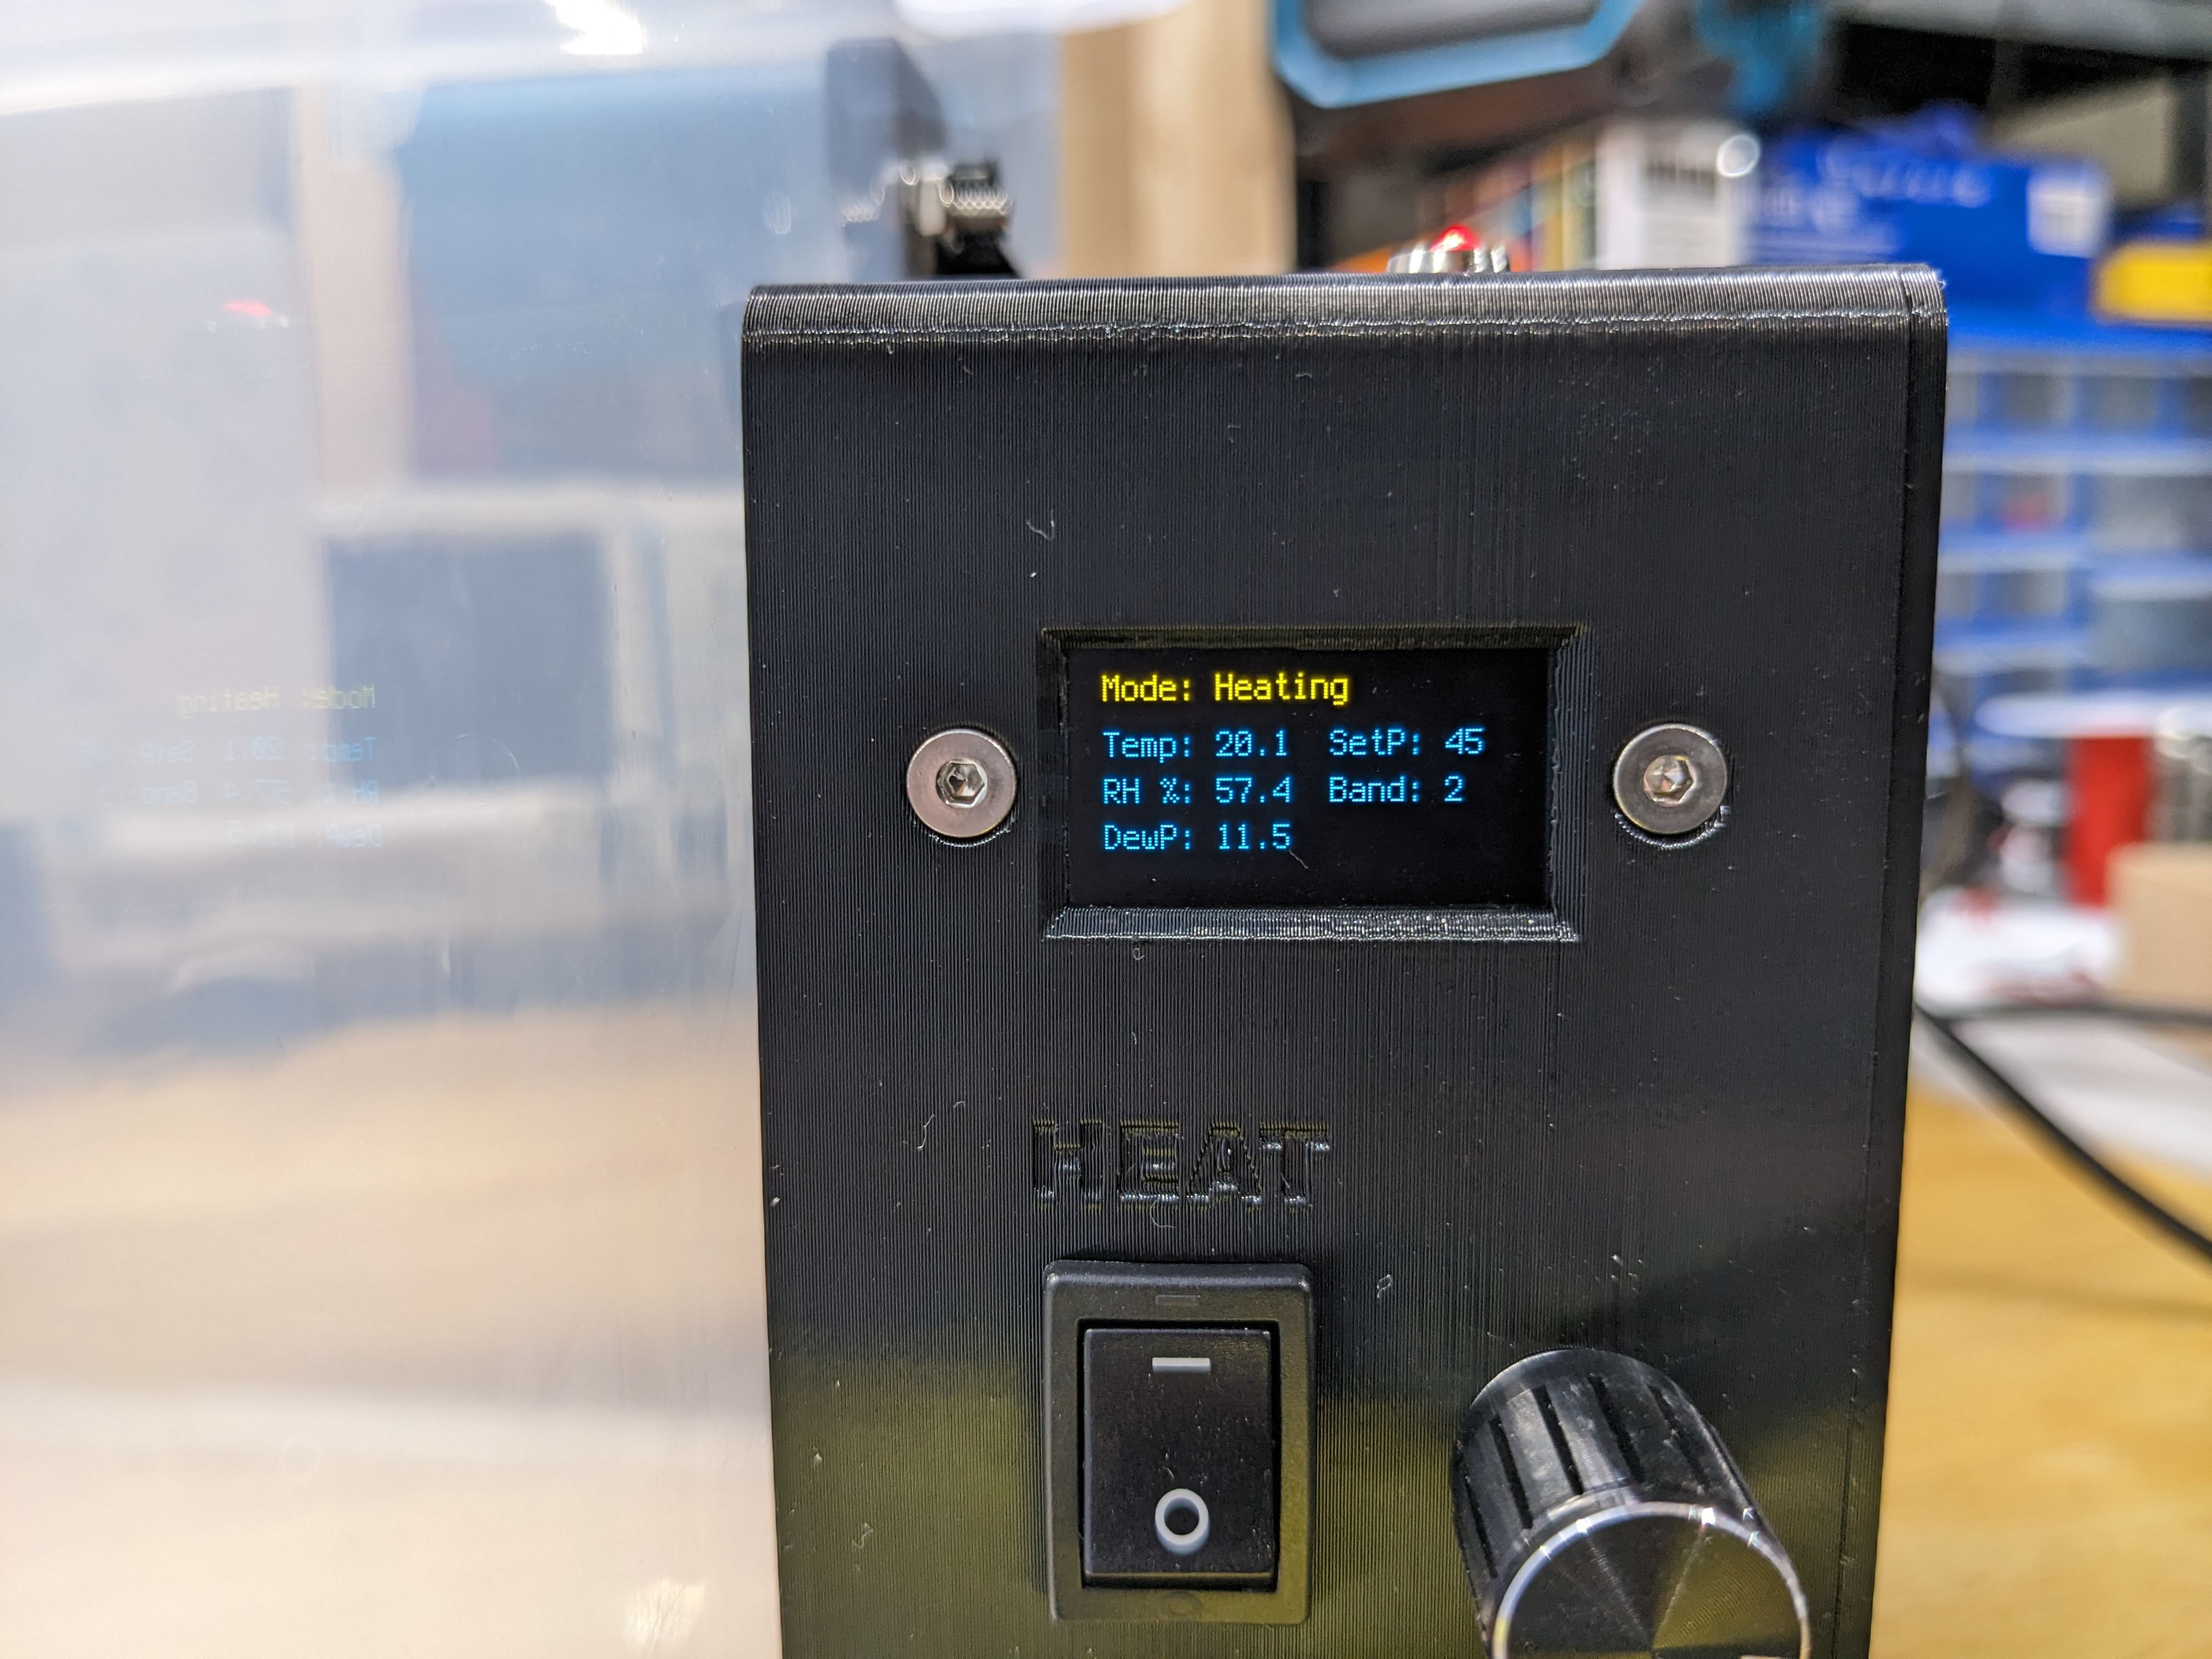 Mode: Heating
Temp: 20.1 SetP: 45
RH %: 57.4 Band: 2
DewP: 11.5
HEAT